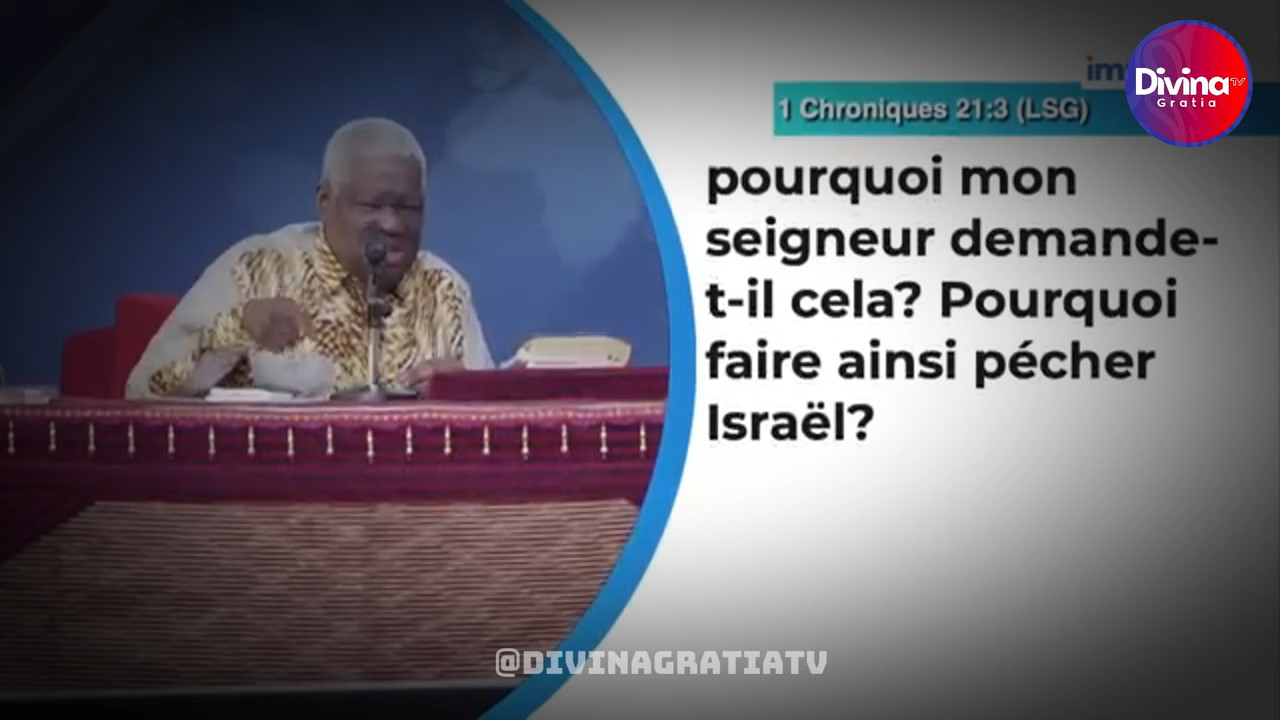 Divina TV
Gratia
1 Chroniques 21:3 (LSG)
pourquoi mon
seigneur demande-
t-il cela? Pourquoi
faire ainsi pécher
Israël?
@DIVINAGRATIATV